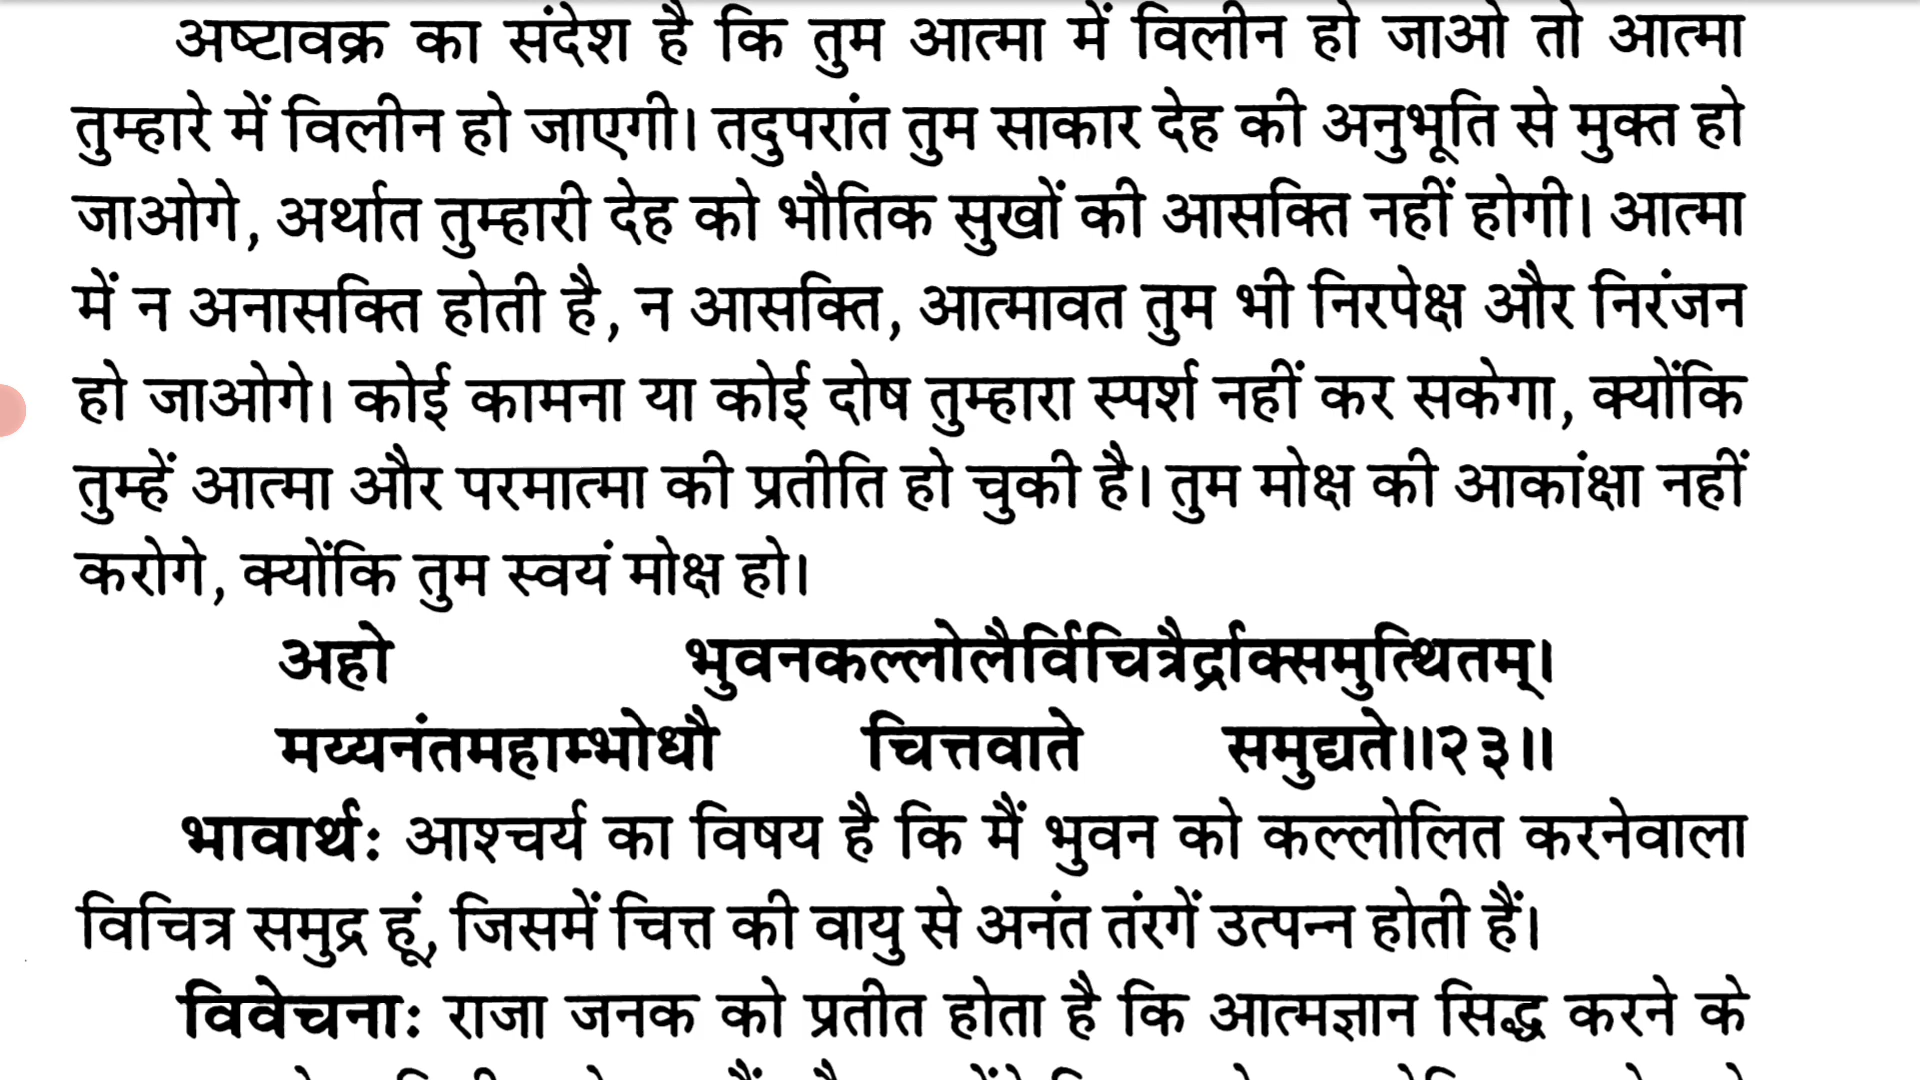 अष्टावक्र का संदेश है कि तुम आत्मा में विलीन हो जाओ तो आत्मा
तुम्हारे में विलीन हो जाएगी। तदुपरांत तुम साकार देह की अनुभूति से मुक्त हो
जाओगे, अर्थात तुम्हारी देह को भौतिक सुखों की आसक्ति नहीं होगी। आत्मा
में न अनासक्ति होती है, न आसक्ति, आत्मावत तुम भी निरपेक्ष और निरंजन
हो जाओगे। कोई कामना या कोई दोष तुम्हारा स्पर्श नहीं कर सकेगा, क्योंकि
तुम्हें आत्मा और परमात्मा की प्रतीति हो चुकी है। तुम मोक्ष की आकांक्षा नहीं
करोगे, क्योंकि तुम स्वयं मोक्ष हो।
अहो भुवनकल्लोलैर्विचित्रैर्द्राक्समुत्थितम्।
मय्यनंतमहाम्भोधौ चित्तवाते समुद्यते॥२३॥
भावार्थः आश्चर्य का विषय है कि मैं भुवन को कल्लोलित करनेवाला
विचित्र समुद्र हूं, जिसमें चित्त की वायु से अनंत तंरगें उत्पन्न होती हैं।
विवेचनाः राजा जनक को प्रतीत होता है कि आत्मज्ञान सिद्ध करने के